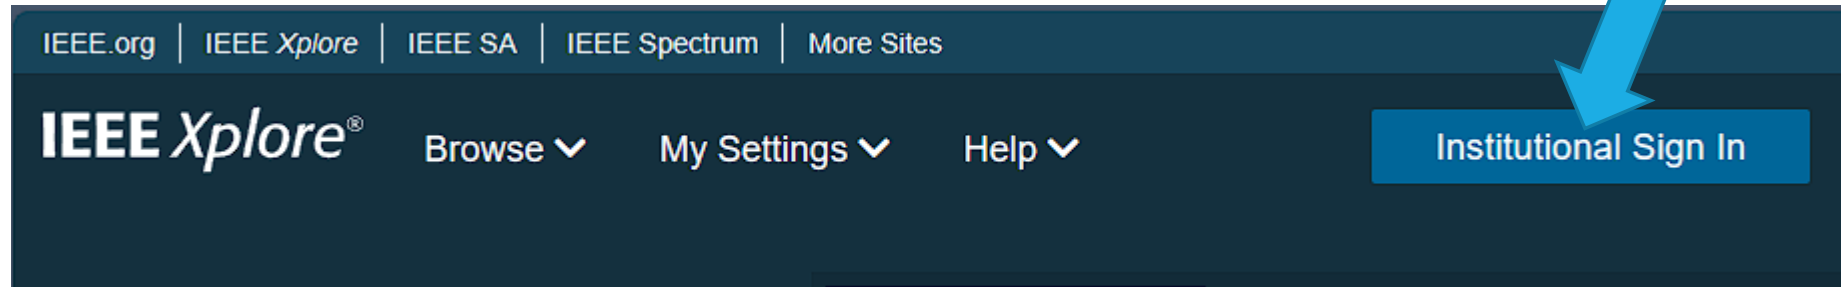 IEEE.org | IEEE Xplore | IEEE SA | IEEE Spectrum | More Sites
IEEE Xplore® Browse My Settings Help Institutional Sign In